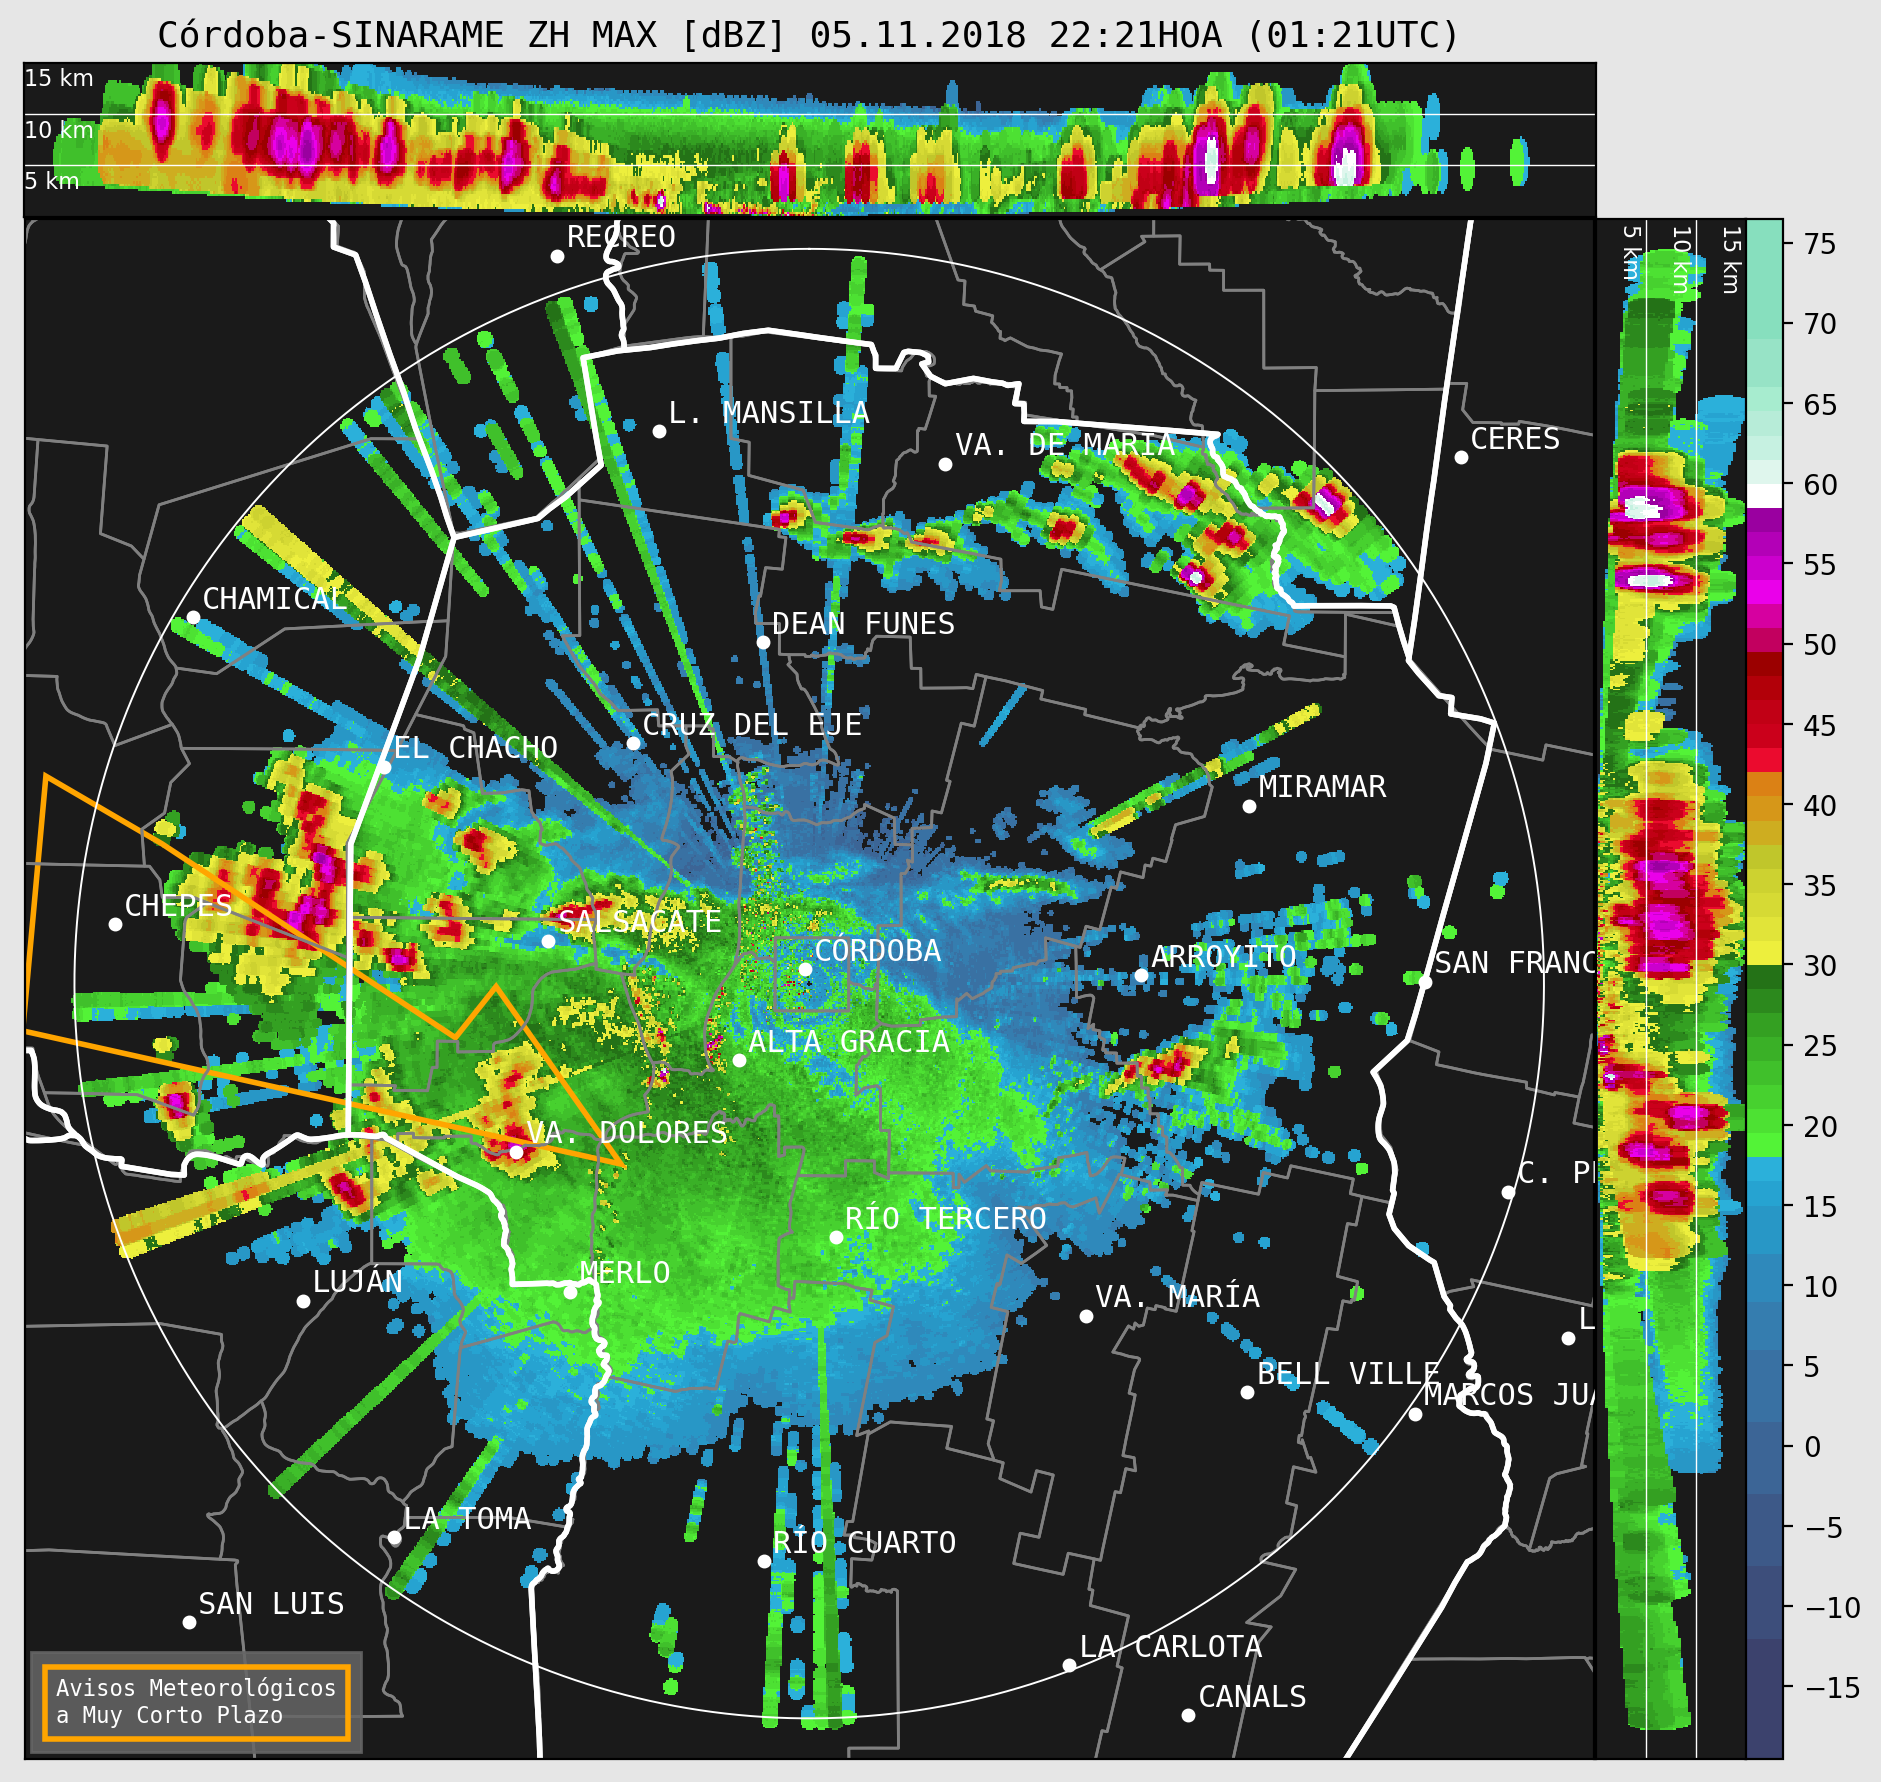 Córdoba-SINARAME ZH MAX [dBZ] 05.11.2018 22:21HOA (01:21UTC)
15 km
10 km
5 km
5 km
10 km
15 km
RECREO
L. MANSILLA
VA. DE MARÍA
CERES
CHAMICAL
DEAN FUNES
CRUZ DEL EJE
EL CHACHO
MIRAMAR
CHEPES
SALSACATE
CÓRDOBA
ARROYITO
SAN FRANC
ALTA GRACIA
VA. DOLORES
C. P
RÍO TERCERO
MERLO
LUJÁN
VA. MARÍA
L
BELL VILLE
MARCOS JUÁ
LA TOMA
RÍO CUARTO
SAN LUIS
LA CARLOTA
CANALS
Avisos Meteorológicos
a Muy Corto Plazo
75
70
65
60
55
50
45
40
35
30
25
20
15
10
5
0
−5
−10
−15